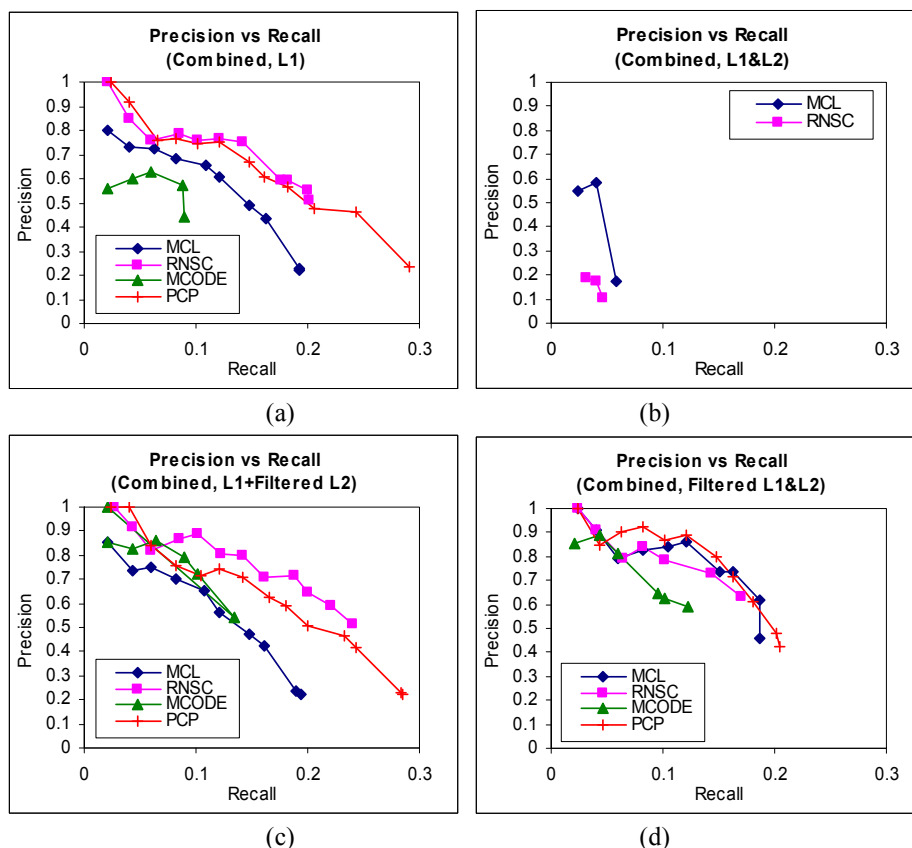 Precision vs Recall
(Combined, L1)
1
0.9
0.8
0.7
0.6
0.5
0.4
0.3
0.2
0.1
0
Precision
MCL
RNSC
MCODE
PCP
0
0.1
0.2
0.3
Recall
(a)
Precision vs Recall
(Combined, L1&L2)
1
0.9
0.8
0.7
0.6
0.5
0.4
0.3
0.2
0.1
0
Precision
MCL
RNSC
0
0.1
0.2
0.3
Recall
(b)
Precision vs Recall
(Combined, L1+Filtered L2)
1
0.9
0.8
0.7
0.6
0.5
0.4
0.3
0.2
0.1
0
Precision
MCL
RNSC
MCODE
PCP
0
0.1
0.2
0.3
Recall
(c)
Precision vs Recall
(Combined, Filtered L1&L2)
1
0.9
0.8
0.7
0.6
0.5
0.4
0.3
0.2
0.1
0
Precision
MCL
RNSC
MCODE
PCP
0
0.1
0.2
0.3
Recall
(d)